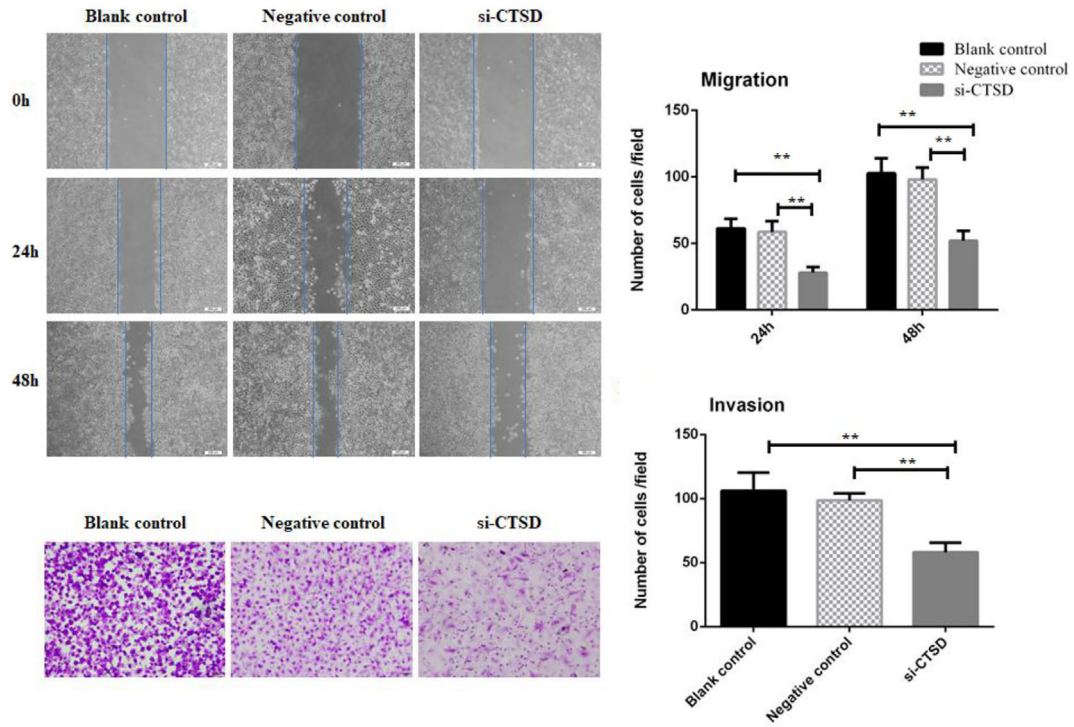 Blank control Negative control si-CTSD
0h
24h
48h
Blank control Negative control si-CTSD
Blank control
Negative control
si-CTSD
Migration
Number of cells /field
150
100
50
0
** ** ** **
24h 48h
Invasion
Number of cells /field
150
100
50
0
** **
Blank control Negative control si-CTSD